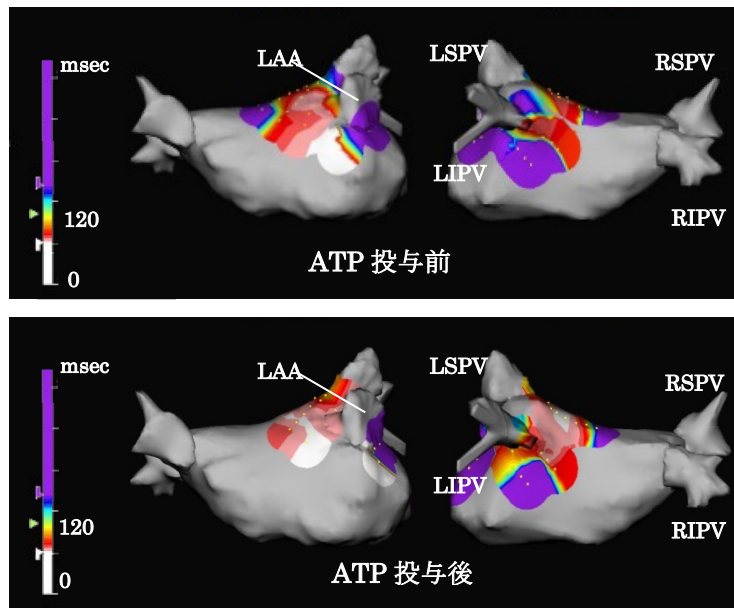 msec
LAA
LSPV
RSPV
LIPV
120
RIPV
0
ATP 投与前
msec
LAA
LSPV
RSPV
LIPV
120
RIPV
0
ATP 投与後